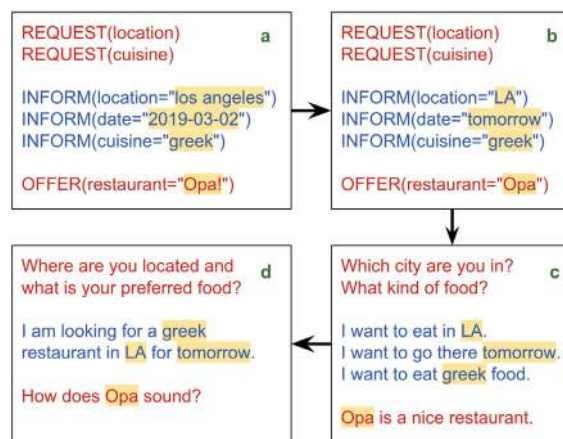 a
REQUEST(location)
REQUEST(cuisine)
INFORM(location="los angeles")
INFORM(date="2019-03-02")
INFORM(cuisine="greek")
OFFER(restaurant="Opa!")
b
REQUEST(location)
REQUEST(cuisine)
INFORM(location="LA")
INFORM(date="tomorrow")
INFORM(cuisine="greek")
OFFER(restaurant="Opa")
c
Which city are you in?
What kind of food?
I want to eat in LA.
I want to go there tomorrow.
I want to eat greek food.
Opa is a nice restaurant.
d
Where are you located and
what is your preferred food?
I am looking for a greek
restaurant in LA for tomorrow.
How does Opa sound?